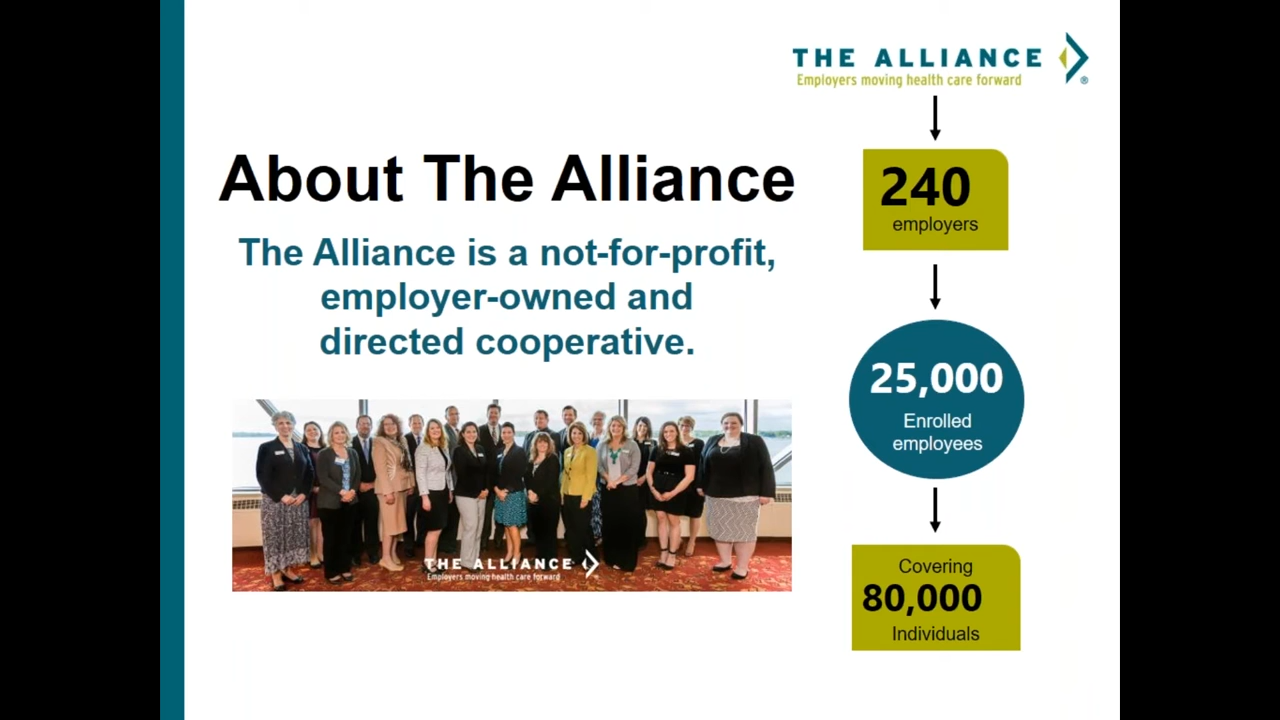 THE ALLIANCE
Employers moving health care forward
®
About The Alliance
The Alliance is a not-for-profit,
employer-owned and
directed cooperative.
THE ALLIANCE
Employers moving health care forward
240
employers
25,000
Enrolled
employees
Covering
80,000
Individuals